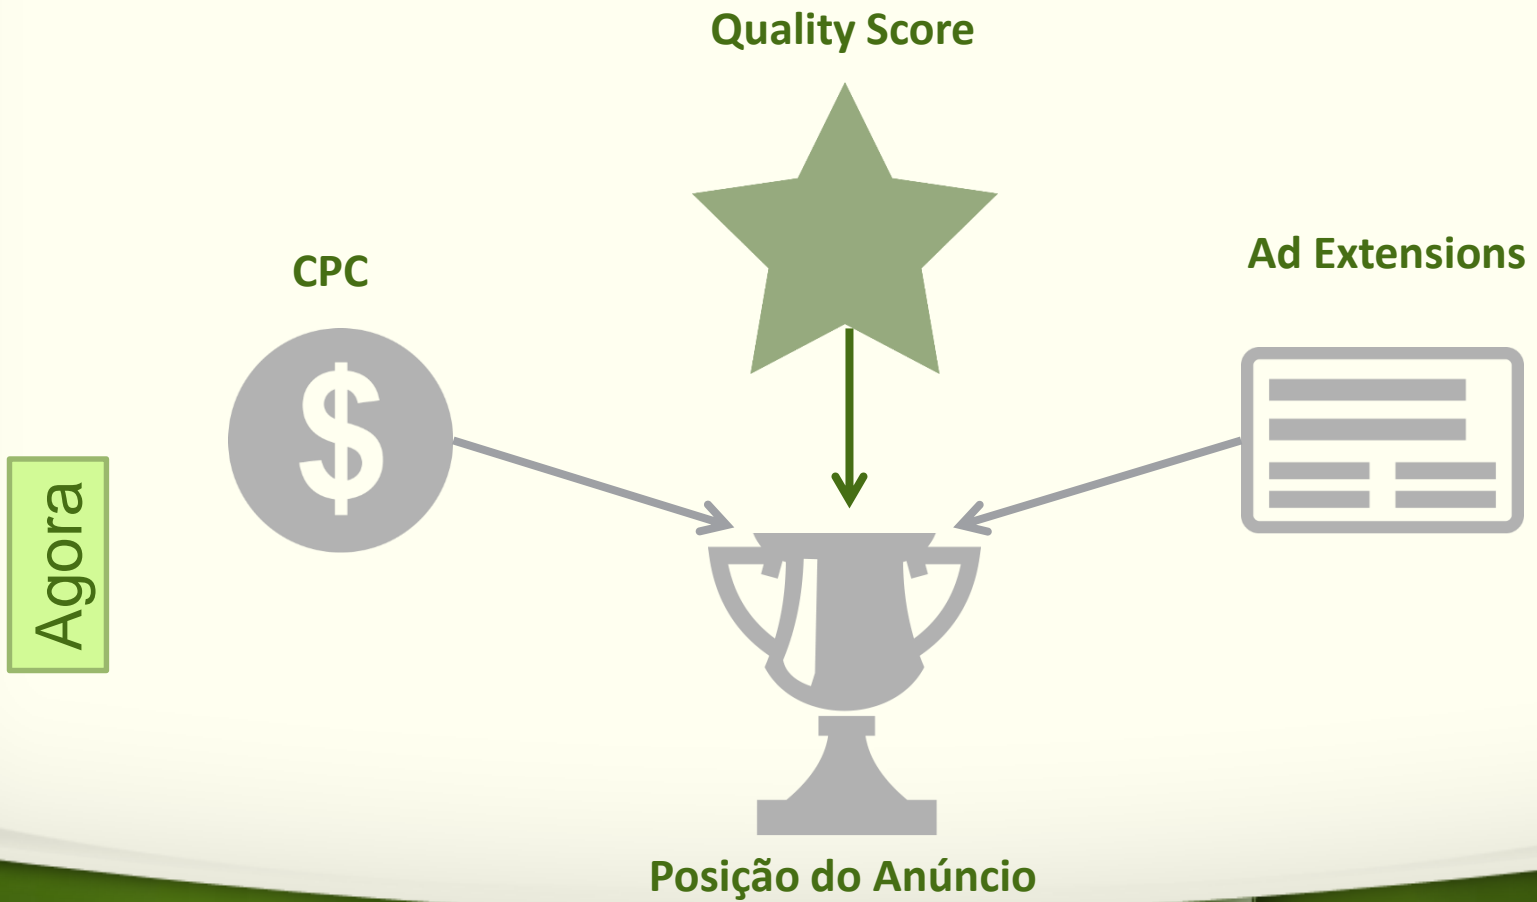 Quality Score
CPC
Ad Extensions
$
Agora
Posição do Anúncio